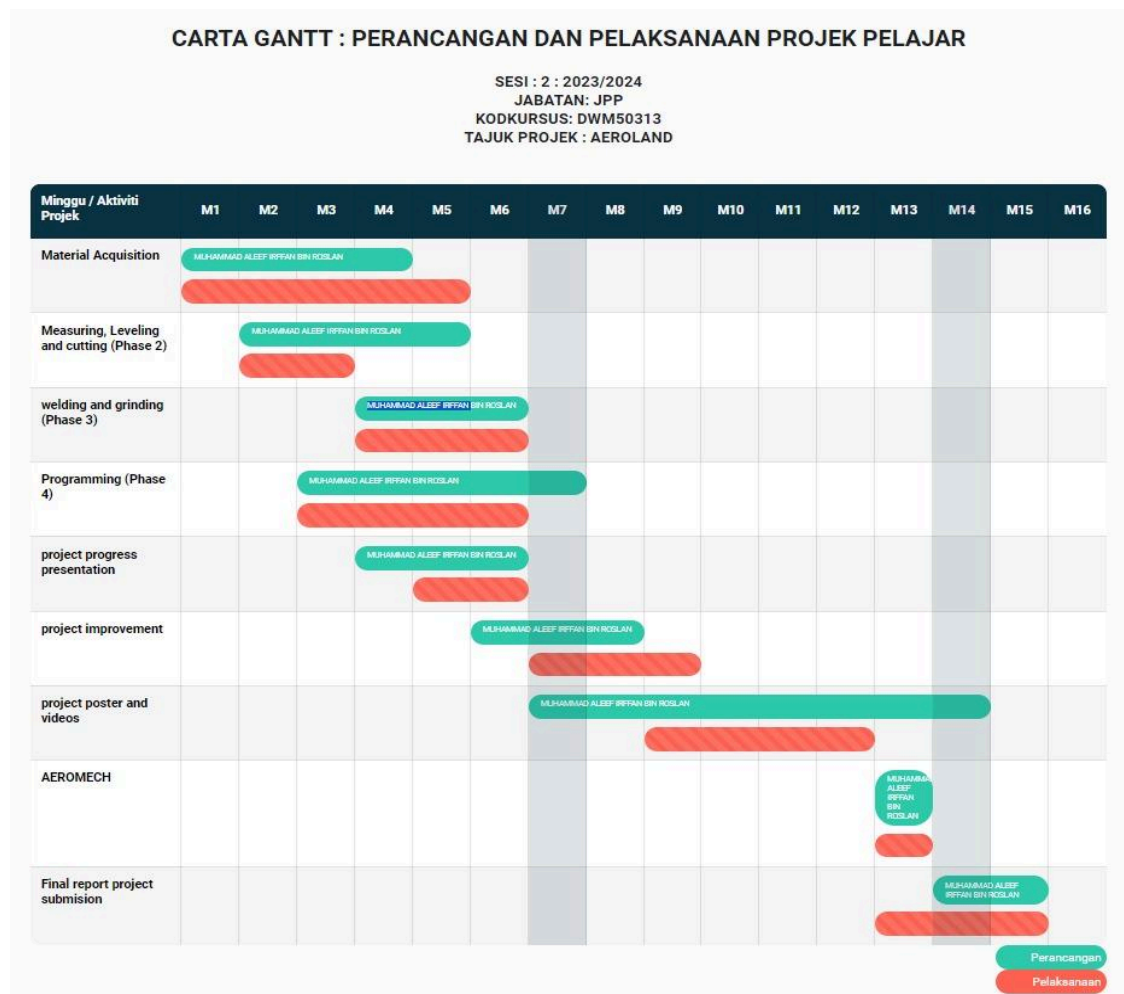 CARTA GANTT : PERANCANGAN DAN PELAKSANAAN PROJEK PELAJAR
SESI : 2 : 2023/2024
JABATAN: JPP
KODKURSUS: DWM50313
TAJUK PROJEK : AEROLAND
Minggu / Aktiviti
Projek
M1 M2 M3 M4 M5 M6 M7 M8 M9 M10 M11 M12 M13 M14 M15 M16
Material Acquisition
MUHAMMAD ALEEF IRFFAN BIN ROSLAN
Measuring, Leveling
and cutting (Phase 2)
MUHAMMAD ALEEF IRFFAN BIN ROSLAN
welding and grinding
(Phase 3)
MUHAMMAD ALEEF IRFFAN BIN ROSLAN
Programming (Phase
4)
MUHAMMAD ALEEF IRFFAN BIN ROSLAN
project progress
presentation
MUHAMMAD ALEEF IRFFAN BIN ROSLAN
project improvement
MUHAMMAD ALEEF IRFFAN BIN ROSLAN
project poster and
videos
MUHAMMAD ALEEF IRFFAN BIN ROSLAN
AEROMECH
MUHAMMA
ALEEF
IRFFAN
BIN
ROSLAN
Final report project
submision
MUHAMMAD ALEEF
IRFFAN BIN ROSLAN
Perancangan
Pelaksanaan